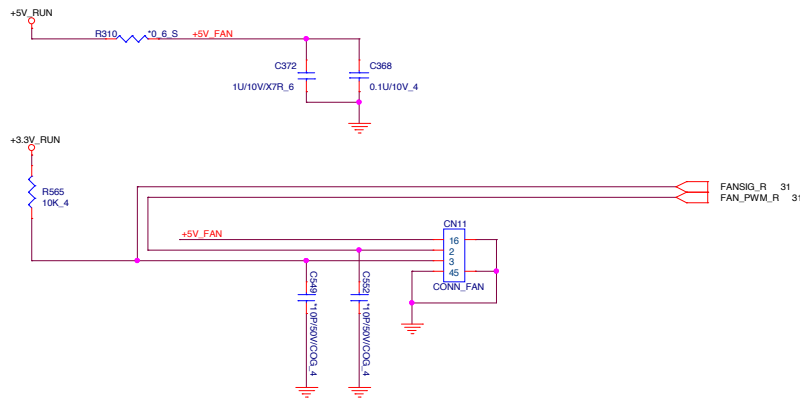 +5V_RUN
R310 *0_6_S +5V_FAN
C372 C368
1U/10V/X7R_6 0.1U/10V_4
+3.3V_RUN
R565
10K_4
FANSIG_R 31
FAN_PWM_R 31
CN11
+5V_FAN
16
2
3
45
CONN_FAN
C549
*10P/50V/COG_4
C552
*10P/50V/COG_4